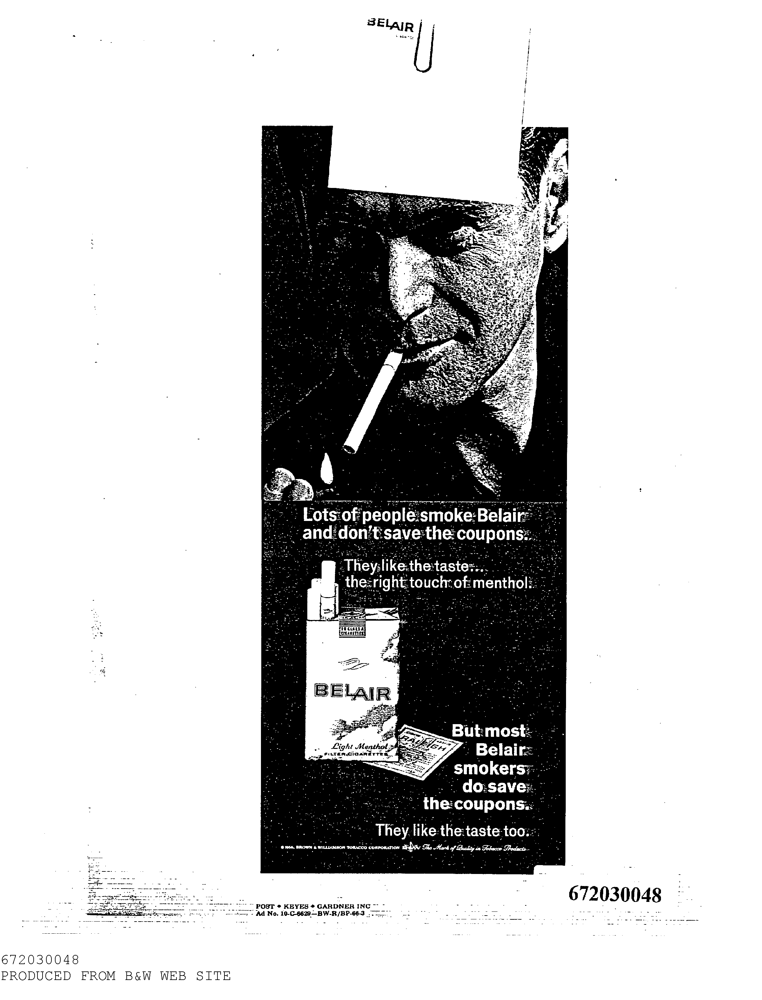 BELAIR
Lots of people smoke Belair
and don't save the coupons.
They like the taste...
the right touch of menthol.
BELAIR
Light Menthol
FILTER CIGARETTES
RALEIGH
But most
Belair
smokers
do save
the coupons.
They like the taste too.
BROWN & WILLIAMSON TOBACCO CORPORATION The Mark of Quality in Tobacco Products
672030048
POST • KEYES • GARDNER INC
Ad No. 10-C-6629—BW-R/BP-66-3
672030048
PRODUCED FROM B&W WEB SITE